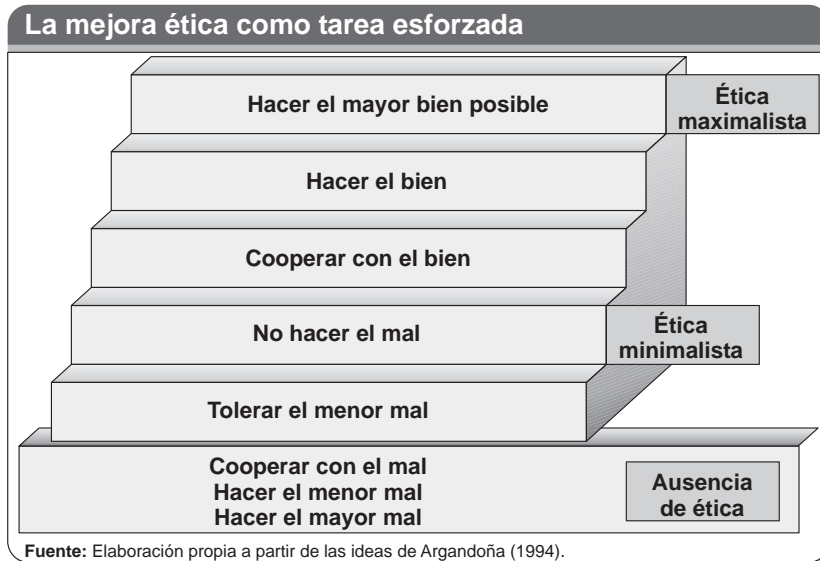 La mejora ética como tarea esforzada
Hacer el mayor bien posible
Ética
maximalista
Hacer el bien
Cooperar con el bien
No hacer el mal
Ética
minimalista
Tolerar el menor mal
Cooperar con el mal
Hacer el menor mal
Hacer el mayor mal
Ausencia
de ética
Fuente: Elaboración propia a partir de las ideas de Argandoña (1994).